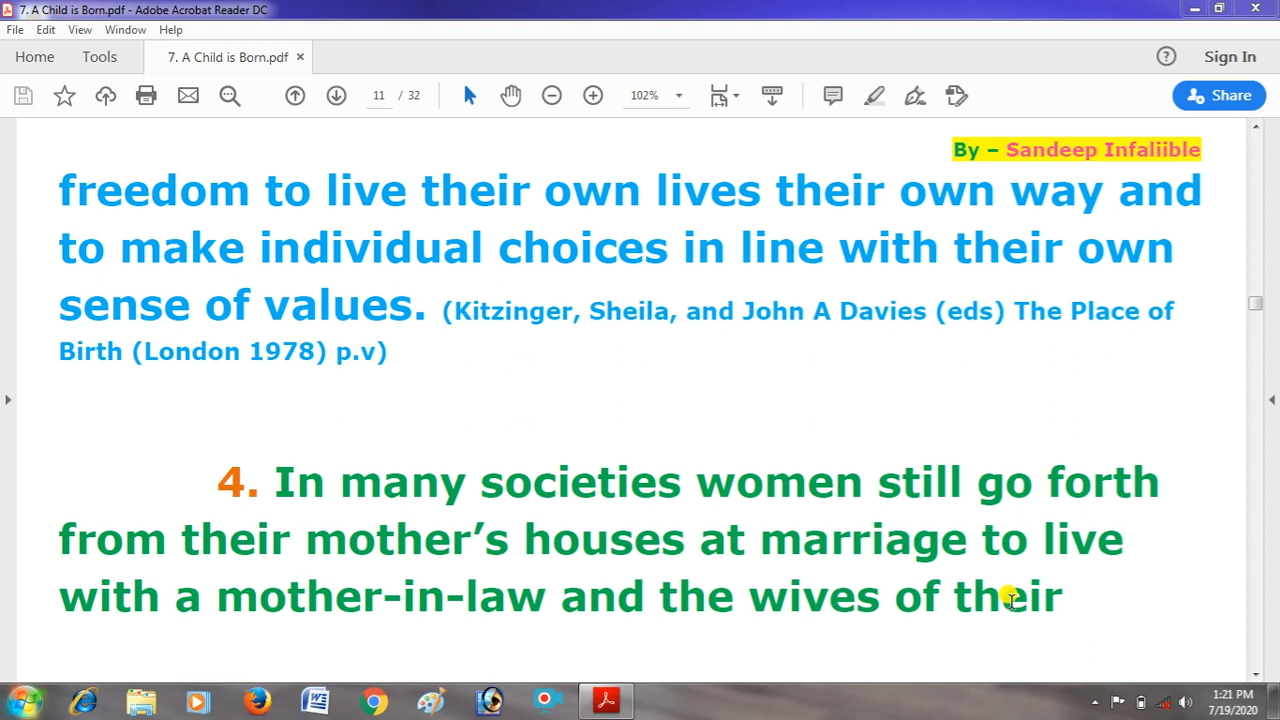 7. A Child is Born.pdf - Adobe Acrobat Reader DC
File Edit View Window Help
Home Tools 7. A Child is Born.pdf × Sign In
11 / 32 102% Share
By – Sandeep Infaliible
freedom to live their own lives their own way and
to make individual choices in line with their own
sense of values. (Kitzinger, Sheila, and John A Davies (eds) The Place of
Birth (London 1978) p.v)
4. In many societies women still go forth
from their mother’s houses at marriage to live
with a mother-in-law and the wives of their
1:21 PM
7/19/2020